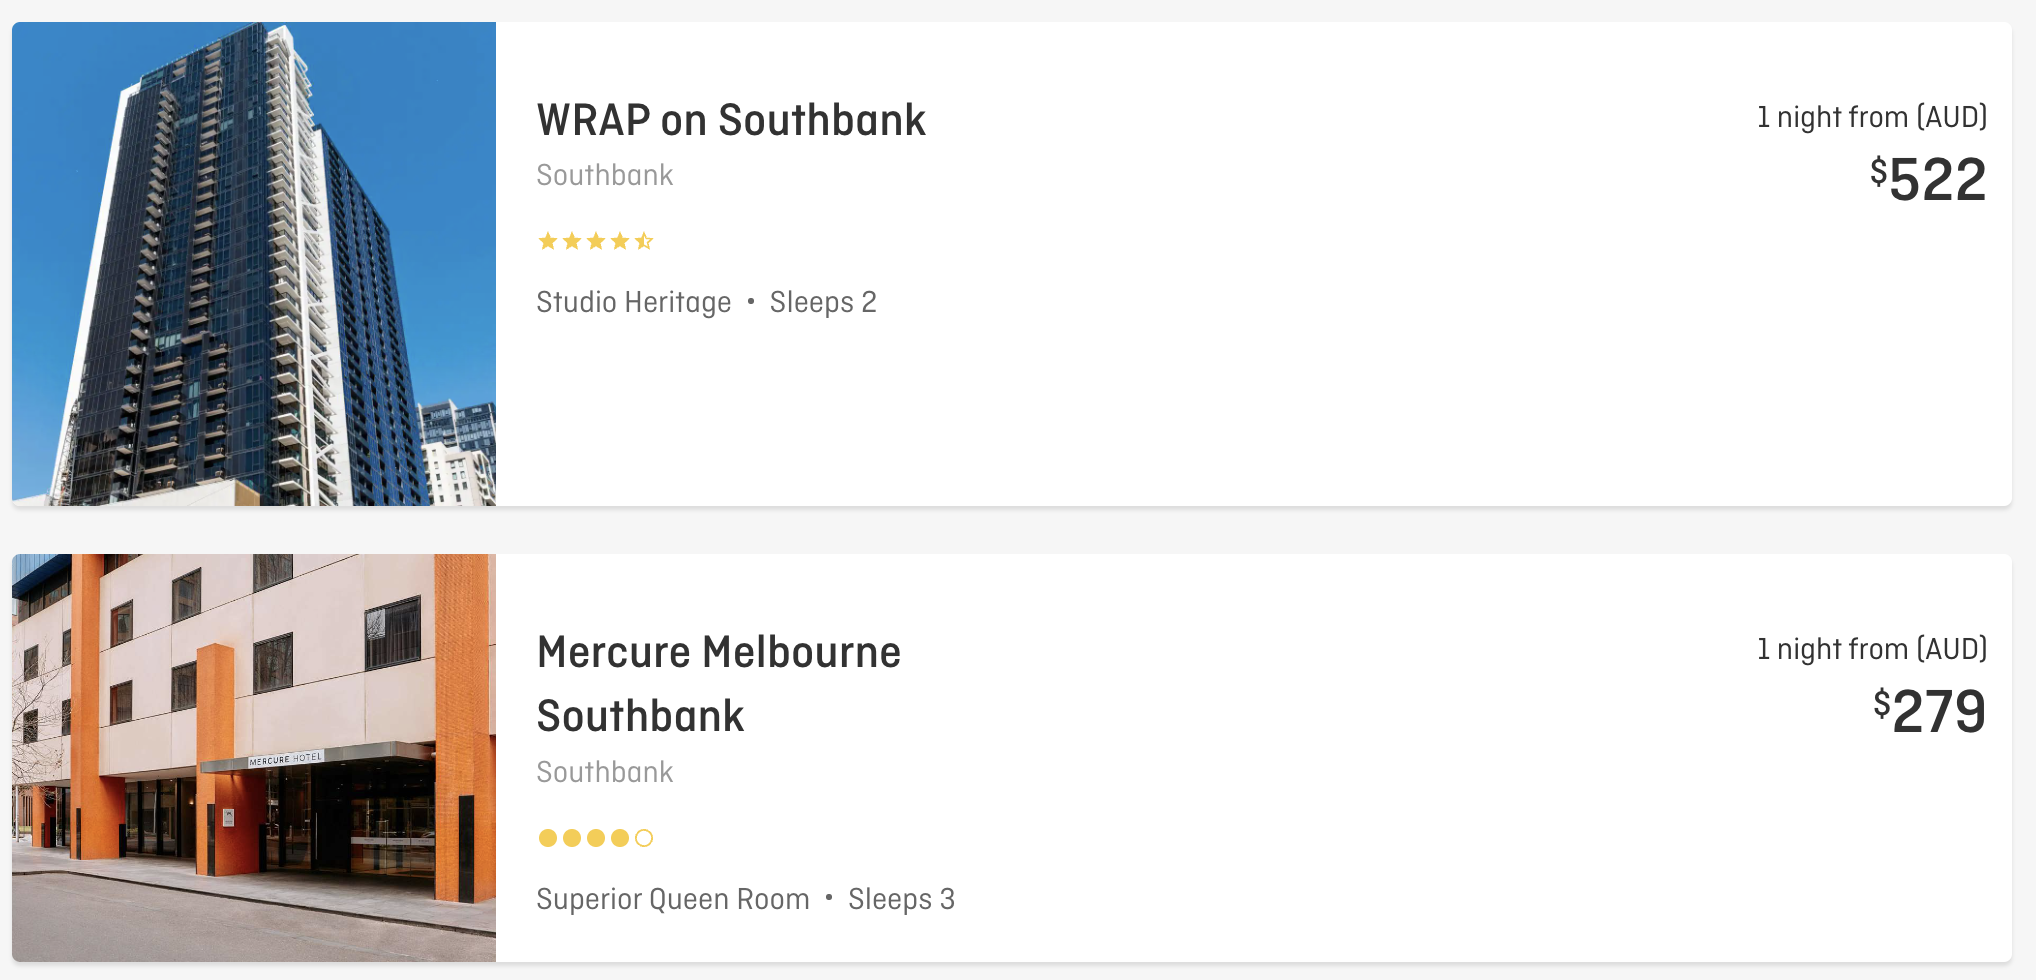 WRAP on Southbank
Southbank
Studio Heritage • Sleeps 2
1 night from (AUD)
$522
MERCURE HOTEL
Mercure Melbourne
Southbank
Southbank
Superior Queen Room • Sleeps 3
1 night from (AUD)
$279